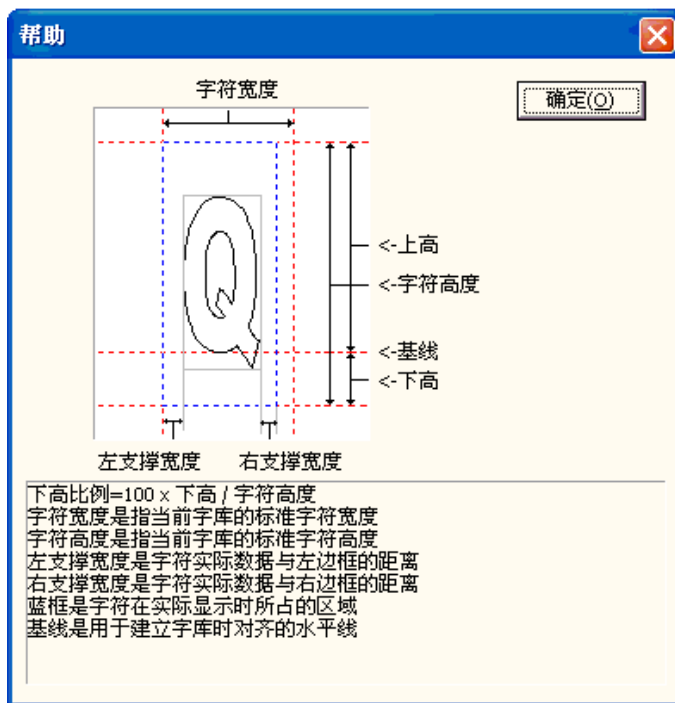 帮助
字符宽度
确定(O)
<-上高
<-字符高度
<-基线
<-下高
左支撑宽度 右支撑宽度
下高比例=100 x 下高 / 字符高度
字符宽度是指当前字库的标准字符宽度
字符高度是指当前字库的标准字符高度
左支撑宽度是字符实际数据与左边框的距离
右支撑宽度是字符实际数据与右边框的距离
蓝框是字符在实际显示时所占的区域
基线是用于建立字库时对齐的水平线